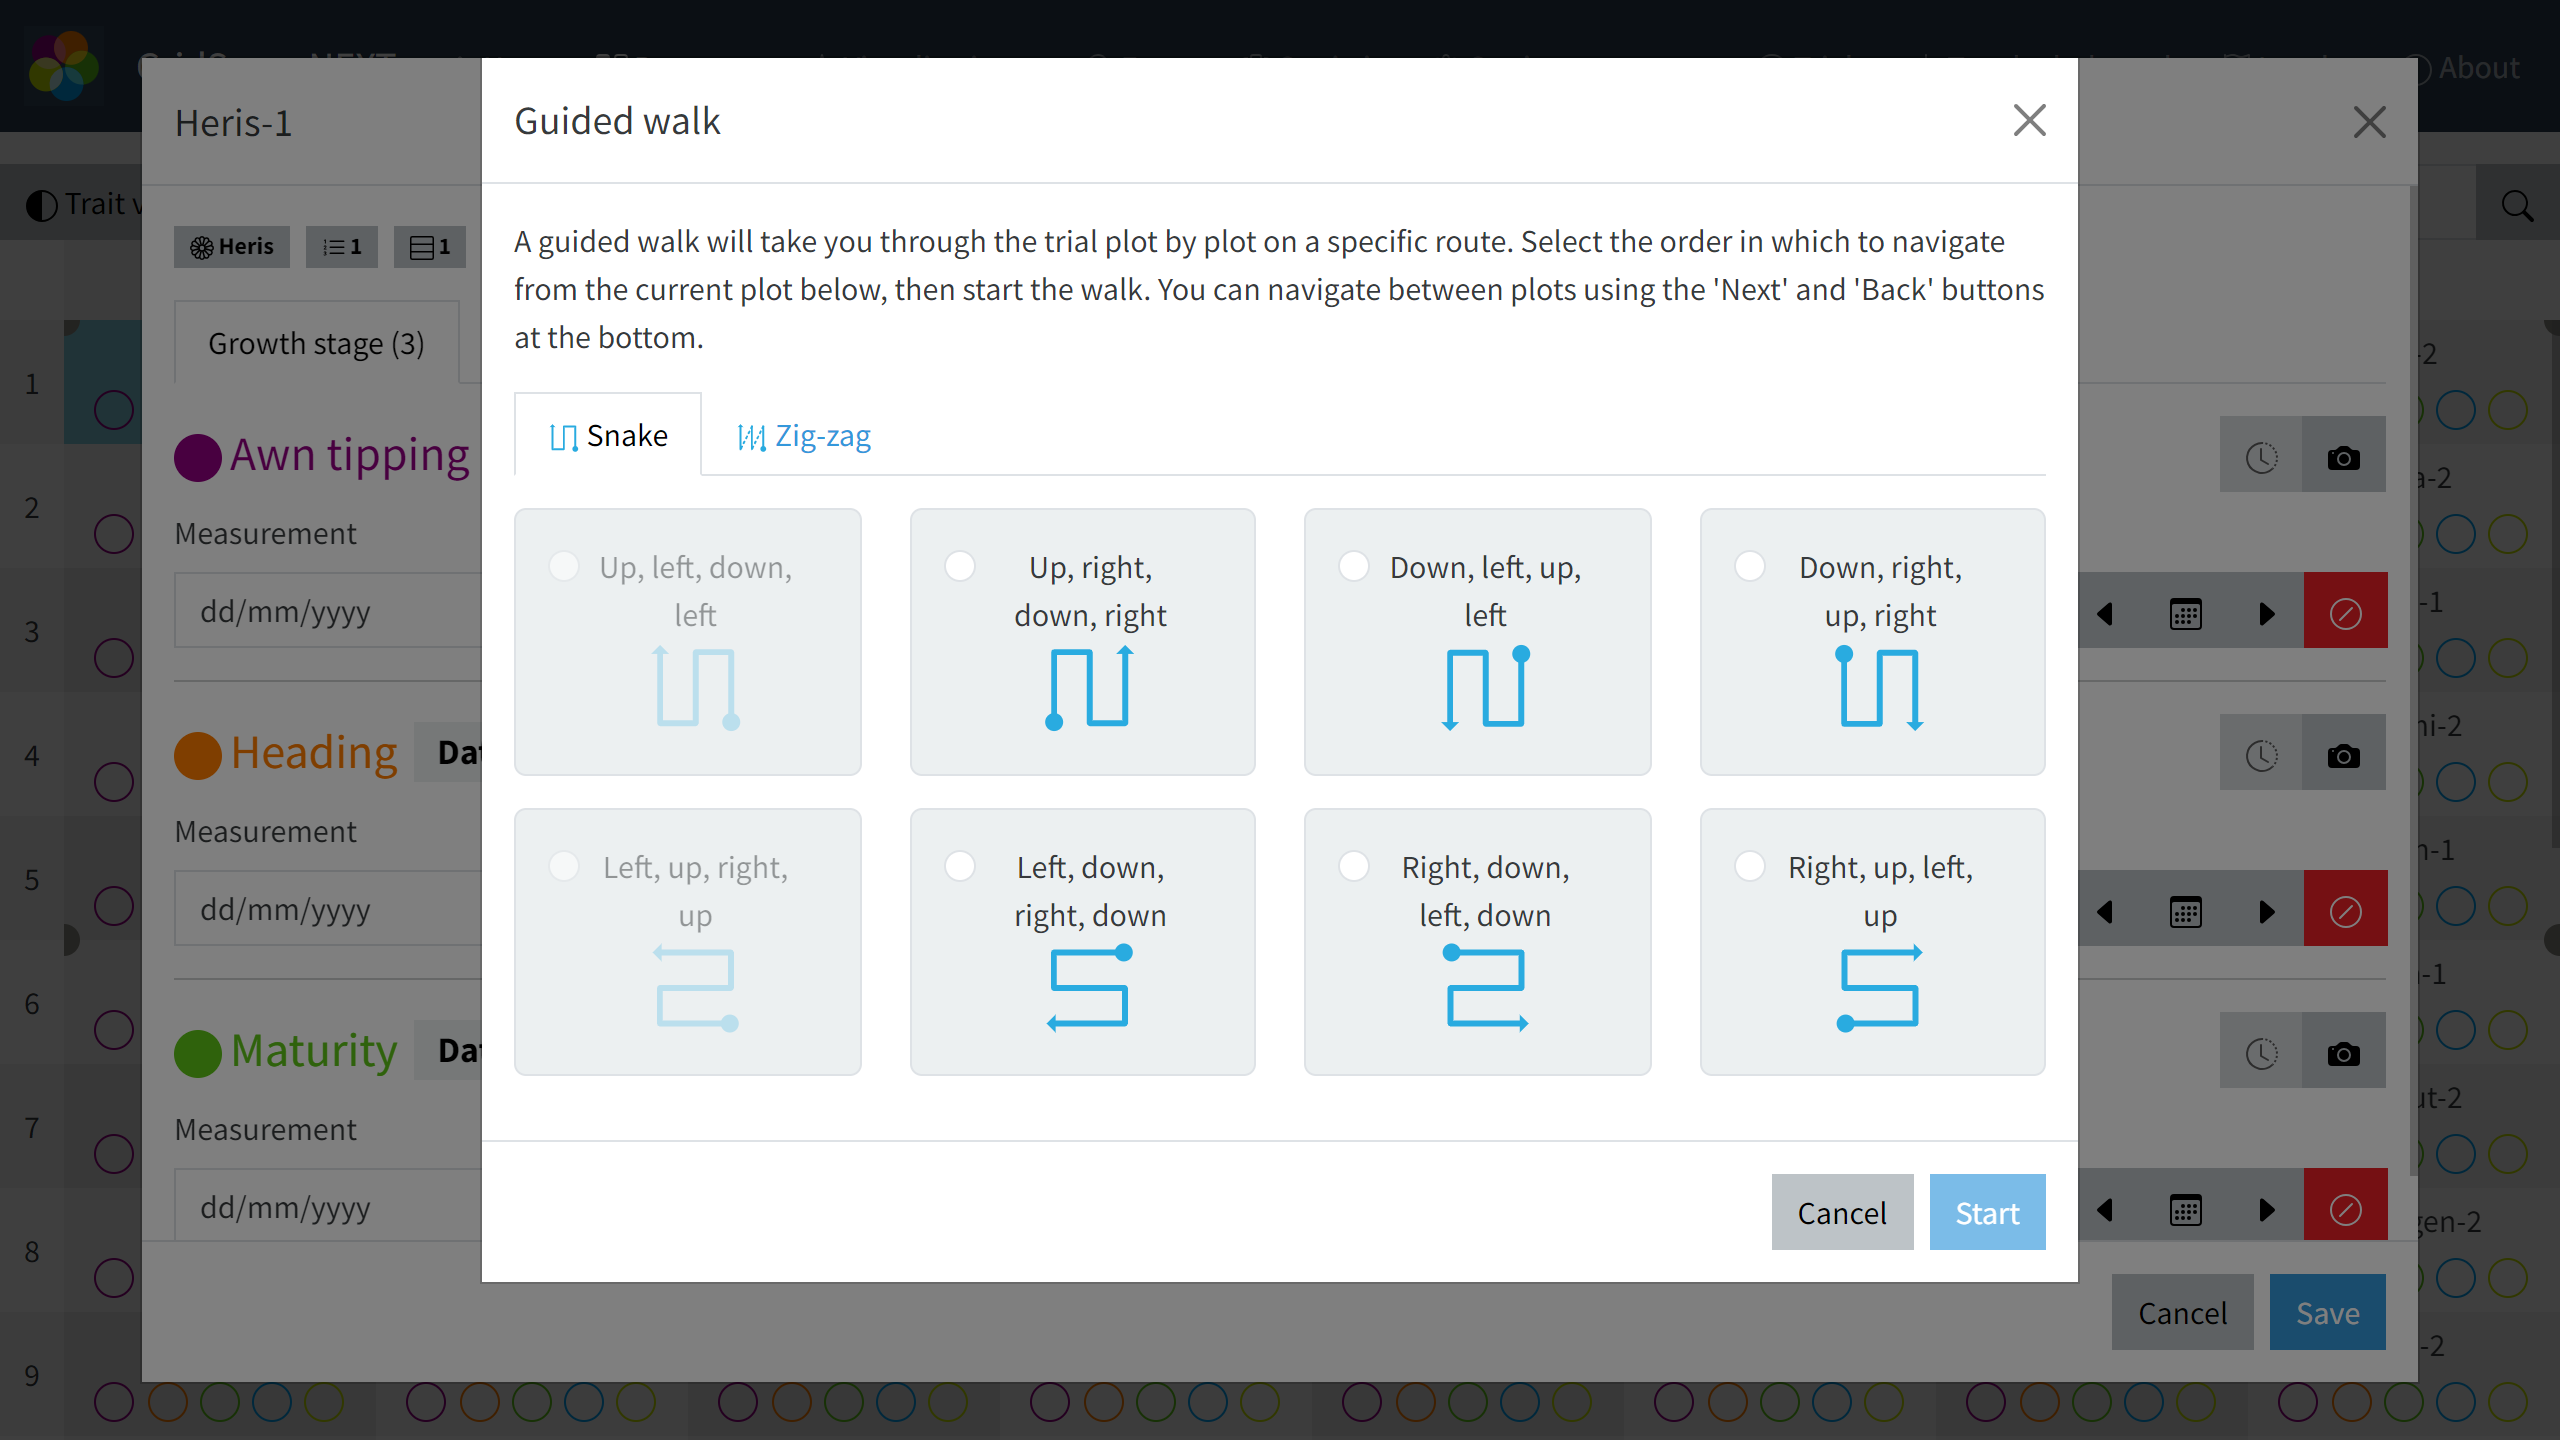 About
Heris-1
Guided walk
Trait v
Heris
1
1
A guided walk will take you through the trial plot by plot on a specific route. Select the order in which to navigate
from the current plot below, then start the walk. You can navigate between plots using the 'Next' and 'Back' buttons
at the bottom.
Growth stage (3)
Snake
Zig-zag
Awn tipping
Measurement
dd/mm/yyyy
Up, left, down,
left
Up, right,
down, right
Down, left, up,
left
Down, right,
up, right
Heading
Dat
Measurement
dd/mm/yyyy
Left, up, right,
up
Left, down,
right, down
Right, down,
left, down
Right, up, left,
up
Maturity
Dat
Measurement
dd/mm/yyyy
Cancel
Start
Cancel
Save
1
2
3
4
5
6
7
8
9
-2
a-2
-1
ni-2
n-1
-1
ut-2
gen-2
-2